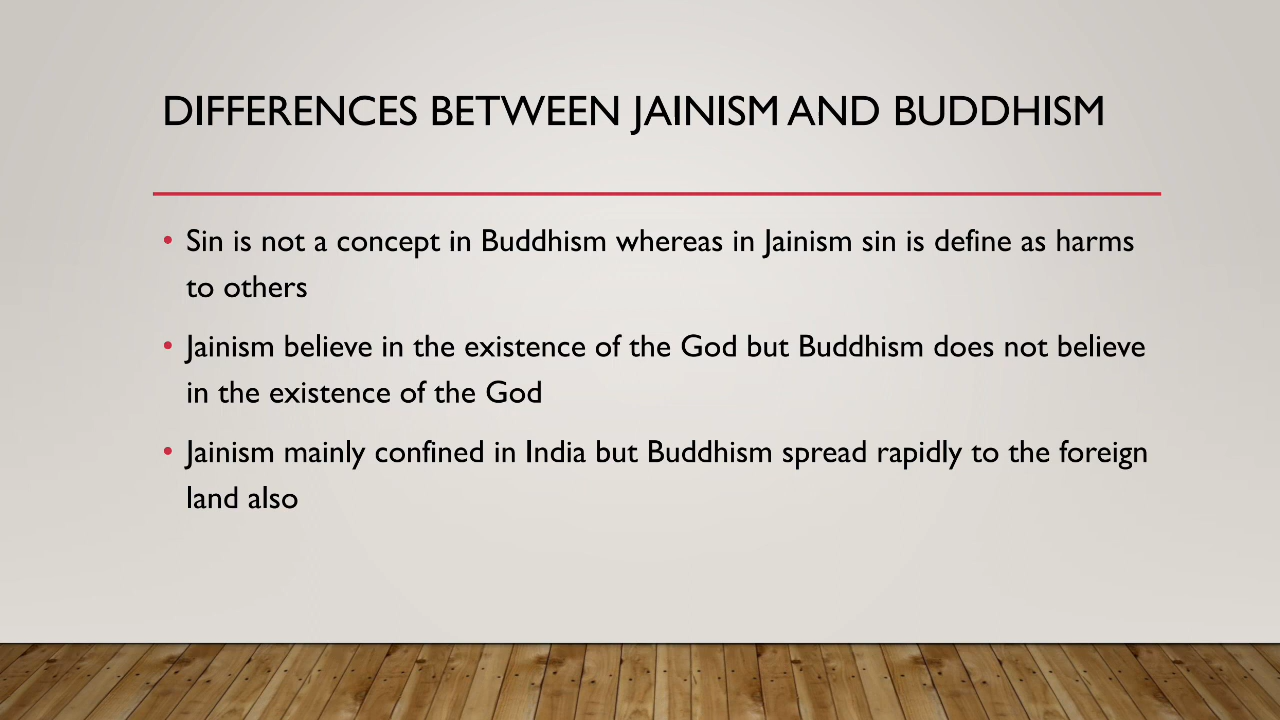 DIFFERENCES BETWEEN JAINISM AND BUDDHISM
• Sin is not a concept in Buddhism whereas in Jainism sin is define as harms
to others
• Jainism believe in the existence of the God but Buddhism does not believe
in the existence of the God
• Jainism mainly confined in India but Buddhism spread rapidly to the foreign
land also